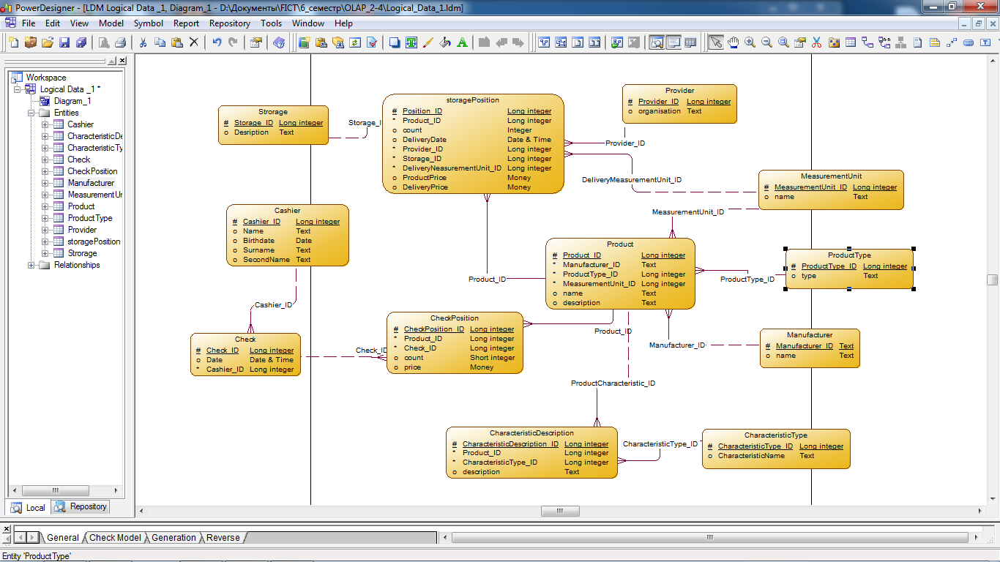 PowerDesigner - [LDM Logical Data _1, Diagram_1 - D:\Документы\FICT\6_семестр\OLAP_2-4\Logical_Data_1.ldm]
File Edit View Model Symbol Report Repository Tools Window Help
Workspace
Logical Data _1 *
Diagram_1
Entities
Cashier
CharacteristicDe
CharacteristicTy
Check
CheckPosition
Manufacturer
MeasurementUr
Product
ProductType
Provider
storagePosition
Strorage
Relationships
Local Repository
Strorage
# Storage_ID Long integer
o Desription Text
Storage_I
storagePosition
# Position_ID Long integer
* Product_ID Long integer
o count Integer
o DeliveryDate Date & Time
* Provider_ID Long integer
* Storage_ID Long integer
* DeliveryNeasurementUnit_ID Long integer
o ProductPrice Money
o DeliveryPrice Money
Provider
# Provider_ID Long integer
o organisation Text
Provider_ID
DeliveryMeasurementUnit_ID
MeasurementUnit
# MeasurementUnit_ID Long integer
o name Text
MeasurementUnit_ID
Cashier
# Cashier_ID Long integer
o Name Text
o Birthdate Date
o Surname Text
o SecondName Text
Product
# Product_ID Long integer
* Manufacturer_ID Text
* ProductType_ID Long integer
* MeasurementUnit_ID Long integer
o name Text
o description Text
Product_ID
ProductType_ID
ProductType
# ProductType_ID Long integer
o type Text
Cashier_ID
Check
# Check_ID Long integer
o Date Date & Time
* Cashier_ID Long integer
Check_ID
CheckPosition
# CheckPosition_ID Long integer
* Product_ID Long integer
* Check_ID Long integer
o count Short integer
o price Money
Product_ID
Manufacturer_ID
Manufacturer
# Manufacturer_ID Text
o name Text
ProductCharacteristic_ID
CharacteristicDescription
# CharacteristicDescription_ID Long integer
* Product_ID Long integer
* CharacteristicType_ID Long integer
o description Text
CharacteristicType_ID
CharacteristicType
# CharacteristicType_ID Long integer
o CharacteristicName Text
General Check Model Generation Reverse
Entity 'ProductType'